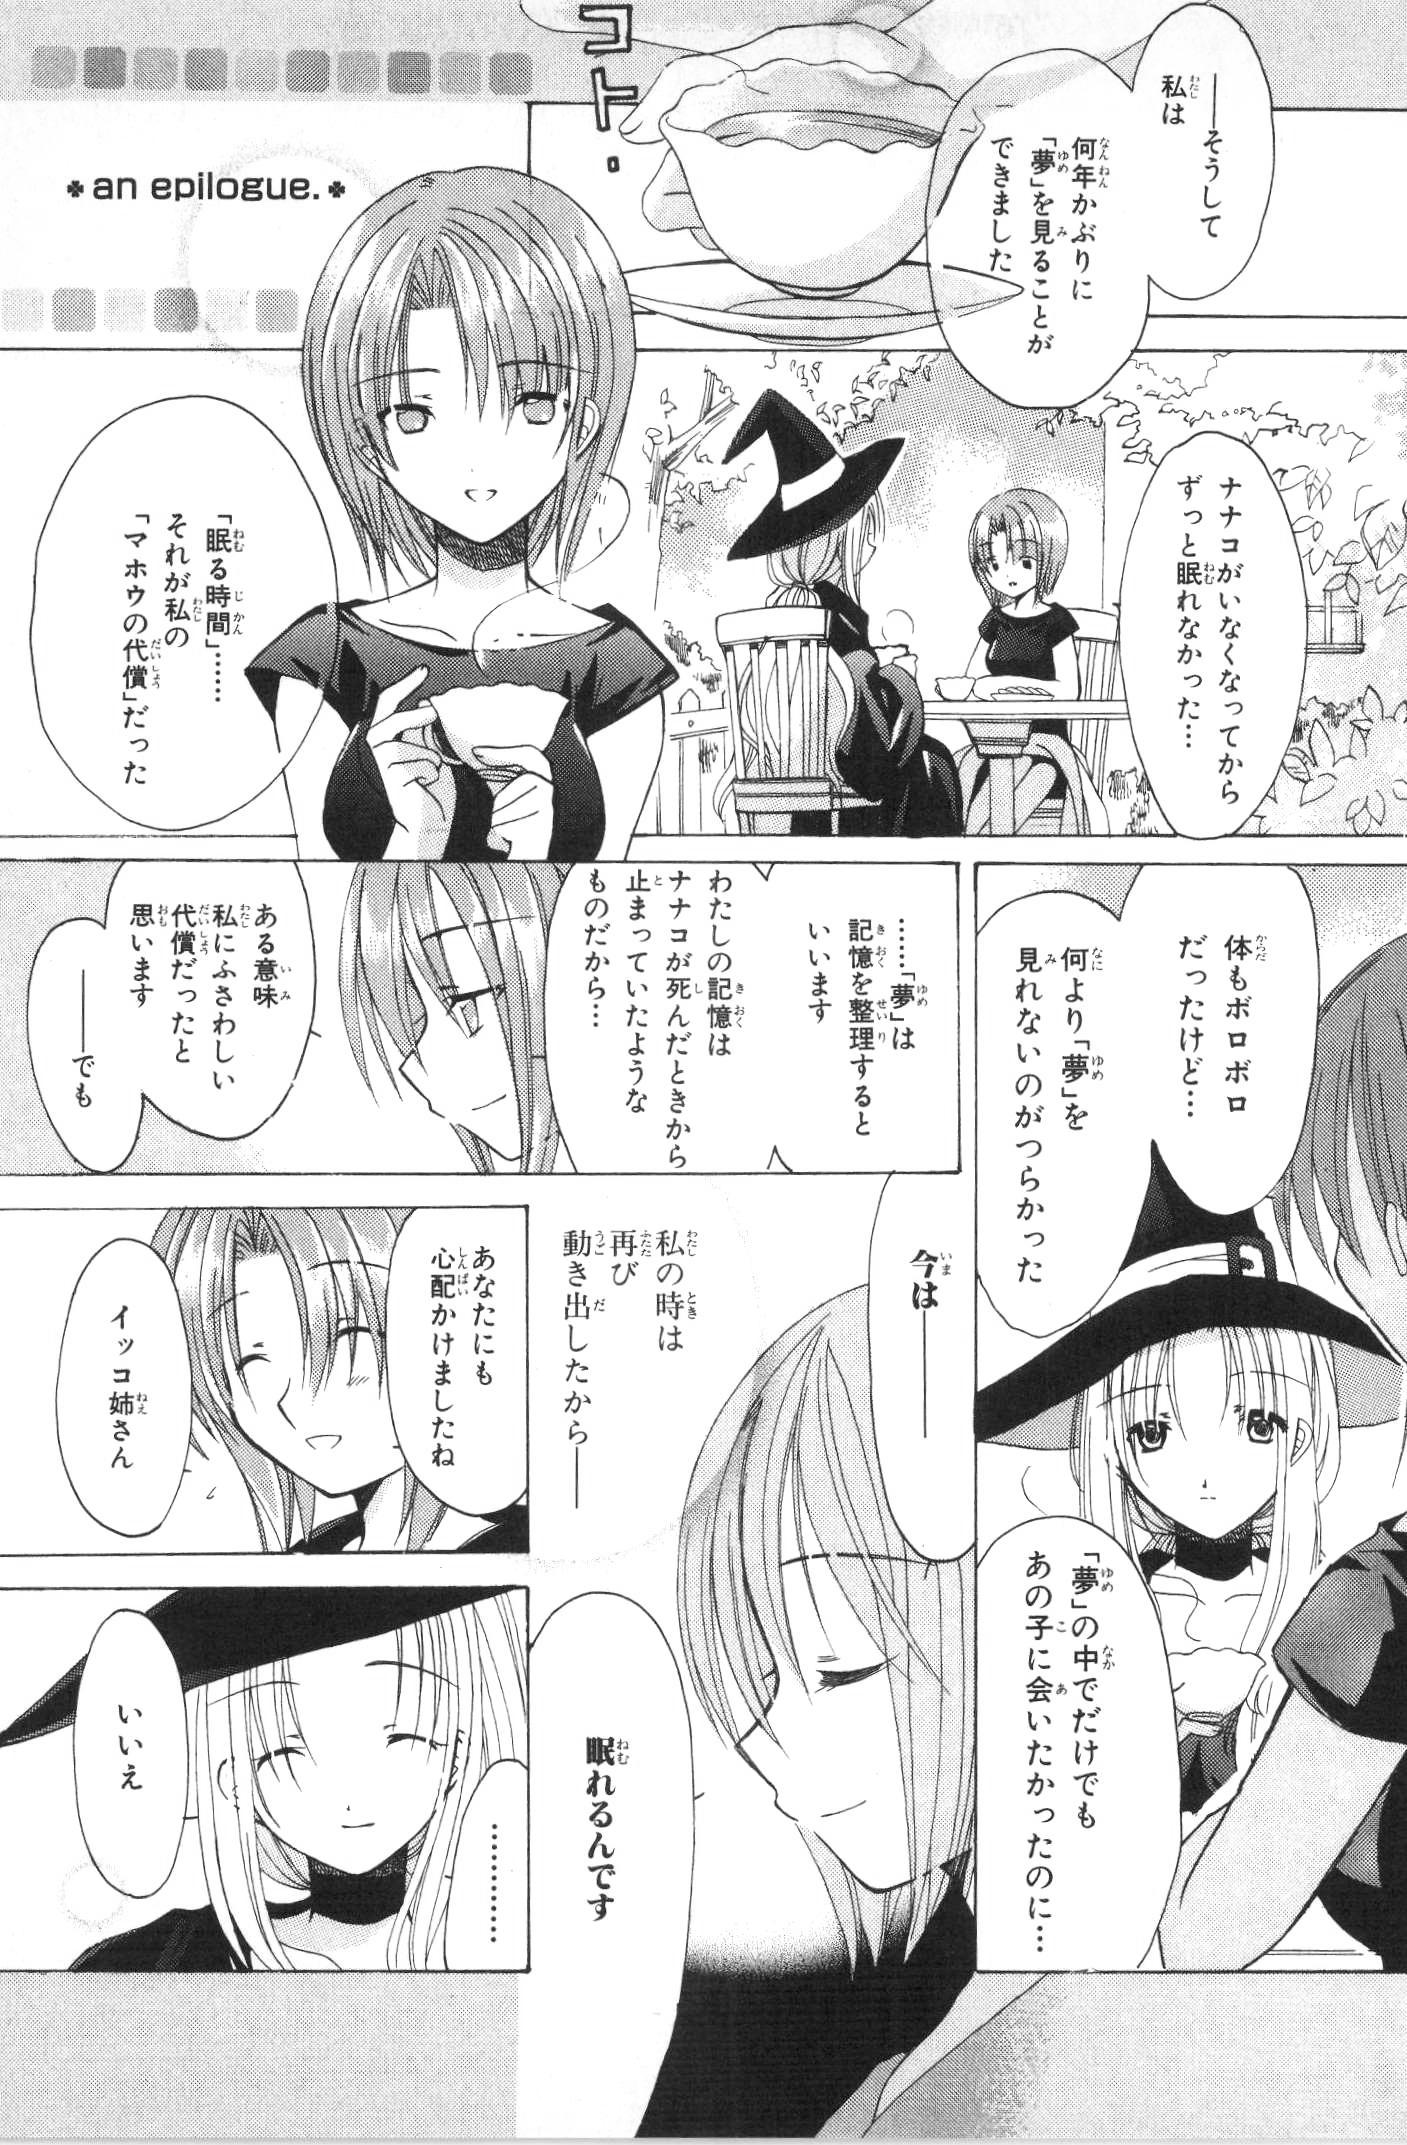 コト。
――そうして
私は
何年かぶりに
「夢」を見ることが
できました
an epilogue.
ナナコがいなくなってから
ずっと眠れなかった…
「眠る時間」……
それが私の
「マホウの代償」だった
体もボロボロ
だったけど…
何より「夢」を
見れないのがつらかった
「夢」の中でだけでも
あの子に会いたかったのに…
……「夢」は
記憶を整理すると
いいます
わたしの記憶は
ナナコが死んだときから
止まっていたような
ものだから…
ある意味
私にふさわしい
代償だったと
思います
――でも
今は――
私の時は
再び
動き出したから――
眠れるんです
あなたにも
心配かけましたね
イッコ姉さん
…………
いいえ